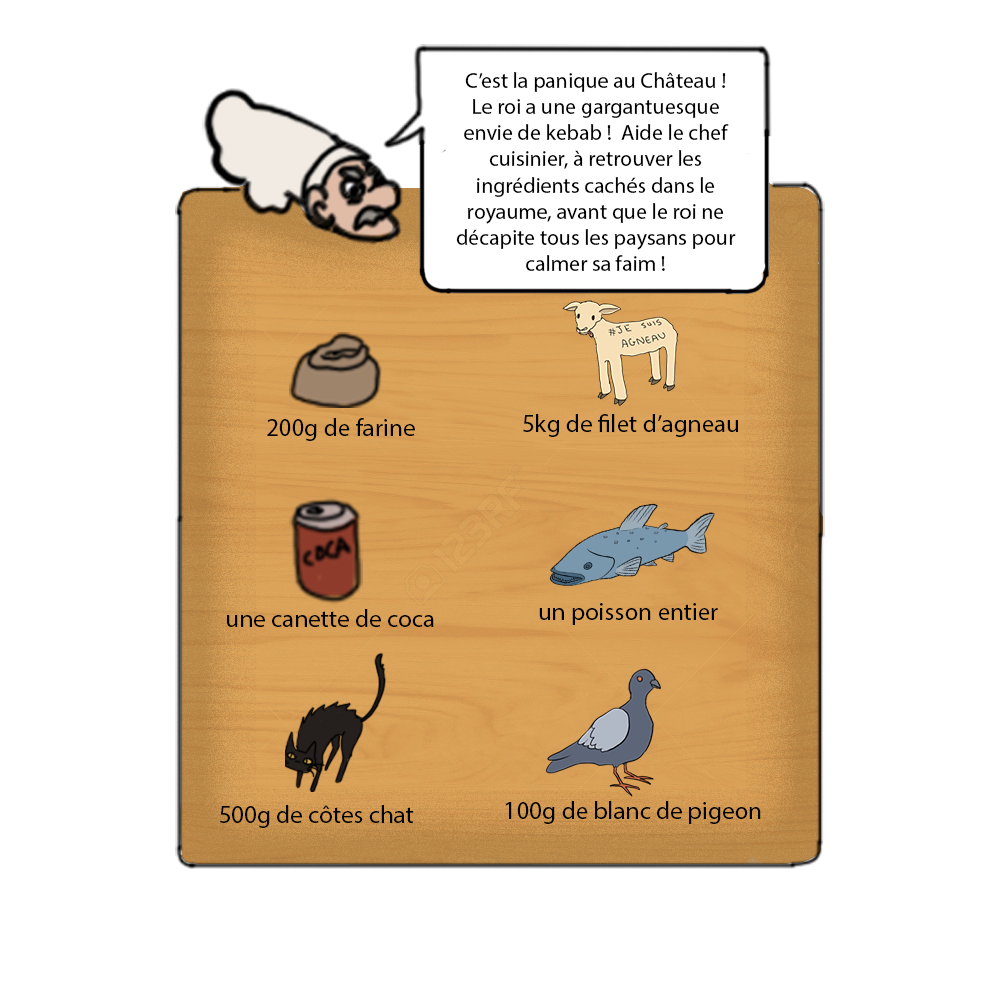 C'est la panique au Château !
Le roi a une gargantuesque
envie de kebab !  Aide le chef
cuisinier, à retrouver les
ingrédients cachés dans le
royaume, avant que le roi ne
décapite tous les paysans pour
calmer sa faim !
#JE SUIS
AGNEAU
200g de farine
5kg de filet d'agneau
COCA
une canette de coca
un poisson entier
500g de côtes chat
100g de blanc de pigeon